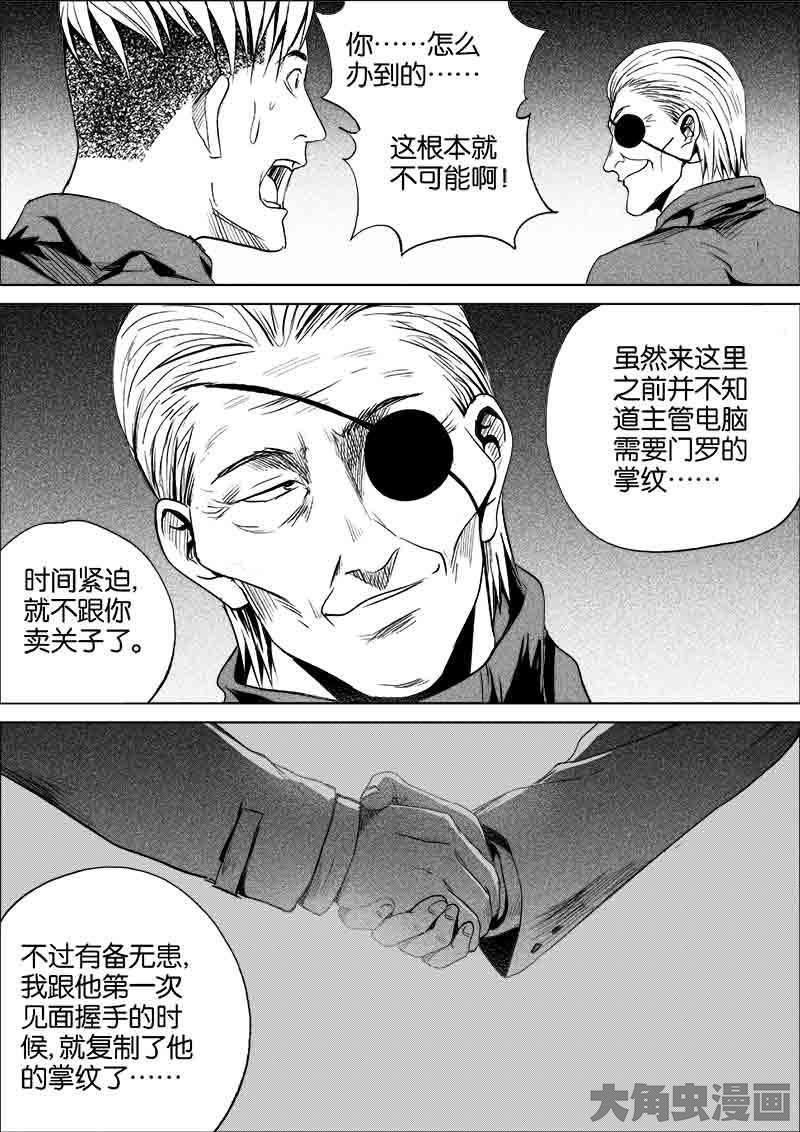 你……怎么
办到的……
这根本就
不可能啊!
虽然来这里
之前并不知
道主管电脑
需要门罗的
掌纹……
时间紧迫,
就不跟你
卖关子了。
不过有备无患,
我跟他第一次
见面握手的时
候,就复制了他
的掌纹了……
大角虫漫画